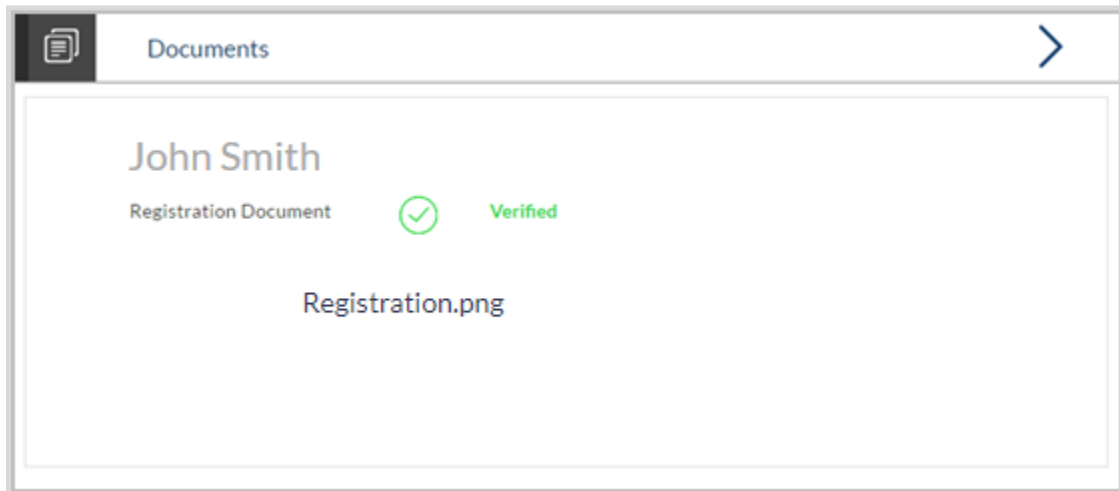 Documents
John Smith
Registration Document Verified
Registration.png